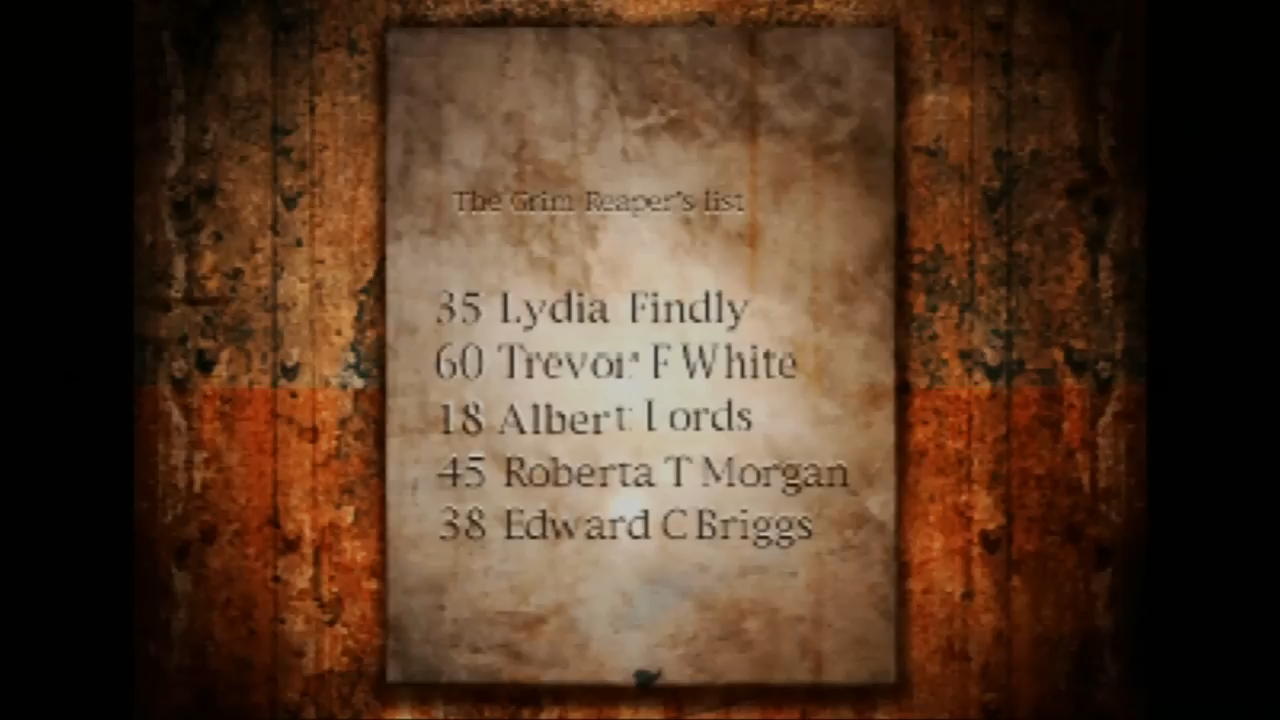 The Grim Reaper's list
35 Lydia Findly
60 Trevor F White
18 Albert Lords
45 Roberta T Morgan
38 Edward C Briggs